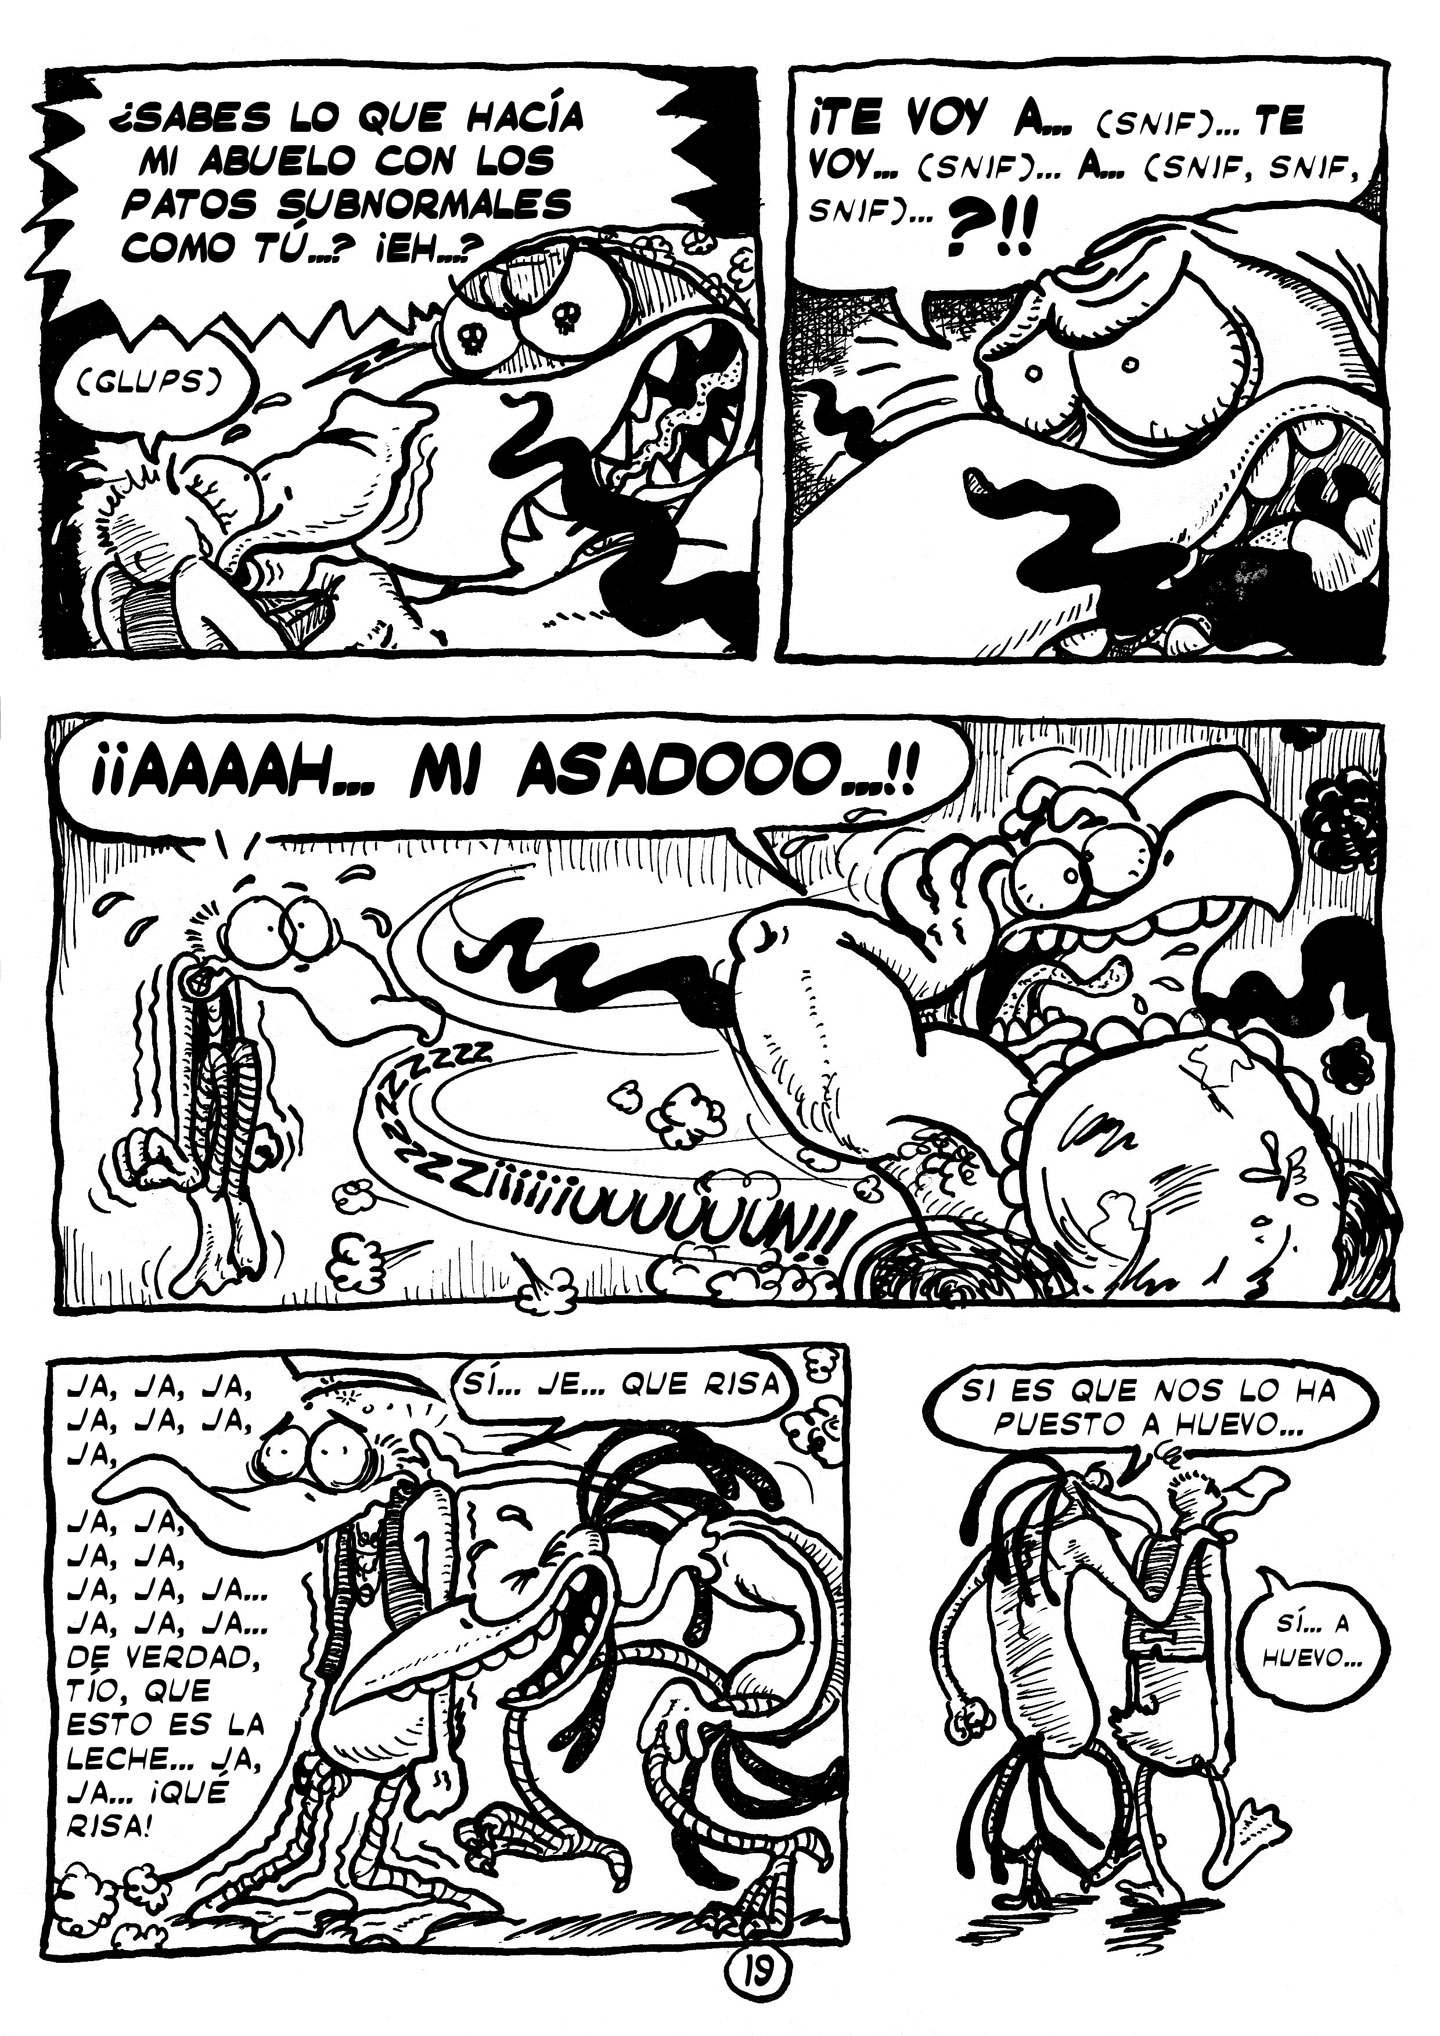 ¿SABES LO QUE HACÍA
MI ABUELO CON LOS
PATOS SUBNORMALES
COMO TÚ...? ¡EH...?
(GLUPS)
¡TE VOY A... (SNIF)... TE
VOY... (SNIF)... A... (SNIF, SNIF,
SNIF)... ?!!
¡¡AAAAH... MI ASADOOO...!!
ZZZZZZZZZZZZ¡¡¡¡¡¡UUUUUUUN!!!
JA, JA, JA,
JA, JA, JA,
JA,
JA, JA,
JA, JA,
JA, JA, JA...
JA, JA, JA...
DE VERDAD,
TÍO, QUE
ESTO ES LA
LECHE... JA,
JA... ¡QUÉ
RISA!
SÍ... JE... QUE RISA
SI ES QUE NOS LO HA
PUESTO A HUEVO...
SÍ... A
HUEVO...
19